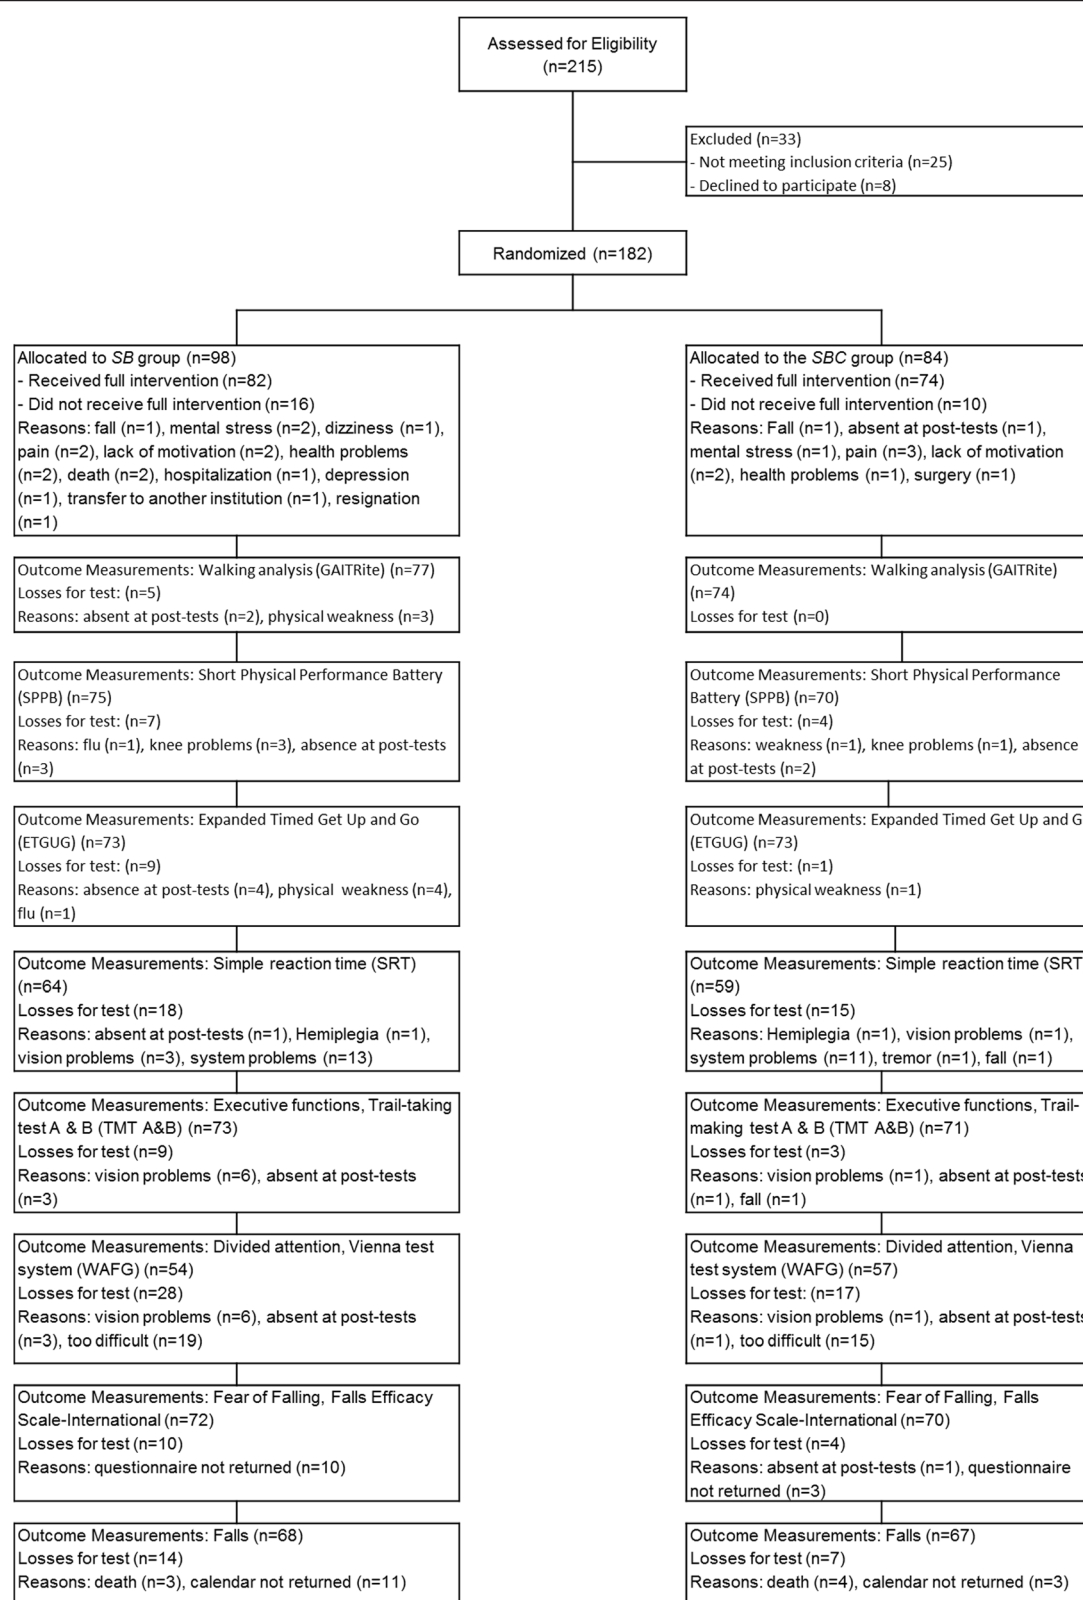 Assessed for Eligibility
(n=215)
Excluded (n=33)
- Not meeting inclusion criteria (n=25)
- Declined to participate (n=8)
Randomized (n=182)
Allocated to SB group (n=98)
- Received full intervention (n=82)
- Did not receive full intervention (n=16)
Reasons: fall (n=1), mental stress (n=2), dizziness (n=1),
pain (n=2), lack of motivation (n=2), health problems
(n=2), death (n=2), hospitalization (n=1), depression
(n=1), transfer to another institution (n=1), resignation
(n=1)
Allocated to the SBC group (n=84)
- Received full intervention (n=74)
- Did not receive full intervention (n=10)
Reasons: Fall (n=1), absent at post-tests (n=1),
mental stress (n=1), pain (n=3), lack of motivation
(n=2), health problems (n=1), surgery (n=1)
Outcome Measurements: Walking analysis (GAITRite) (n=77)
Losses for test: (n=5)
Reasons: absent at post-tests (n=2), physical weakness (n=3)
Outcome Measurements: Walking analysis (GAITRite)
(n=74)
Losses for test (n=0)
Outcome Measurements: Short Physical Performance Battery
(SPPB) (n=75)
Losses for test: (n=7)
Reasons: flu (n=1), knee problems (n=3), absence at post-tests
(n=3)
Outcome Measurements: Short Physical Performance
Battery (SPPB) (n=70)
Losses for test: (n=4)
Reasons: weakness (n=1), knee problems (n=1), absence
at post-tests (n=2)
Outcome Measurements: Expanded Timed Get Up and Go
(ETGUG) (n=73)
Losses for test: (n=9)
Reasons: absence at post-tests (n=4), physical weakness (n=4),
flu (n=1)
Outcome Measurements: Expanded Timed Get Up and G
(ETGUG) (n=73)
Losses for test: (n=1)
Reasons: physical weakness (n=1)
Outcome Measurements: Simple reaction time (SRT)
(n=64)
Losses for test (n=18)
Reasons: absent at post-tests (n=1), Hemiplegia (n=1),
vision problems (n=3), system problems (n=13)
Outcome Measurements: Simple reaction time (SRT
(n=59)
Losses for test (n=15)
Reasons: Hemiplegia (n=1), vision problems (n=1),
system problems (n=11), tremor (n=1), fall (n=1)
Outcome Measurements: Executive functions, Trail-taking
test A & B (TMT A&B) (n=73)
Losses for test (n=9)
Reasons: vision problems (n=6), absent at post-tests
(n=3)
Outcome Measurements: Executive functions, Trail-
making test A & B (TMT A&B) (n=71)
Losses for test (n=3)
Reasons: vision problems (n=1), absent at post-tests
(n=1), fall (n=1)
Outcome Measurements: Divided attention, Vienna test
system (WAFG) (n=54)
Losses for test (n=28)
Reasons: vision problems (n=6), absent at post-tests
(n=3), too difficult (n=19)
Outcome Measurements: Divided attention, Vienna
test system (WAFG) (n=57)
Losses for test: (n=17)
Reasons: vision problems (n=1), absent at post-tests
(n=1), too difficult (n=15)
Outcome Measurements: Fear of Falling, Falls Efficacy
Scale-International (n=72)
Losses for test (n=10)
Reasons: questionnaire not returned (n=10)
Outcome Measurements: Fear of Falling, Falls
Efficacy Scale-International (n=70)
Losses for test (n=4)
Reasons: absent at post-tests (n=1), questionnaire
not returned (n=3)
Outcome Measurements: Falls (n=68)
Losses for test (n=14)
Reasons: death (n=3), calendar not returned (n=11)
Outcome Measurements: Falls (n=67)
Losses for test (n=7)
Reasons: death (n=4), calendar not returned (n=3)